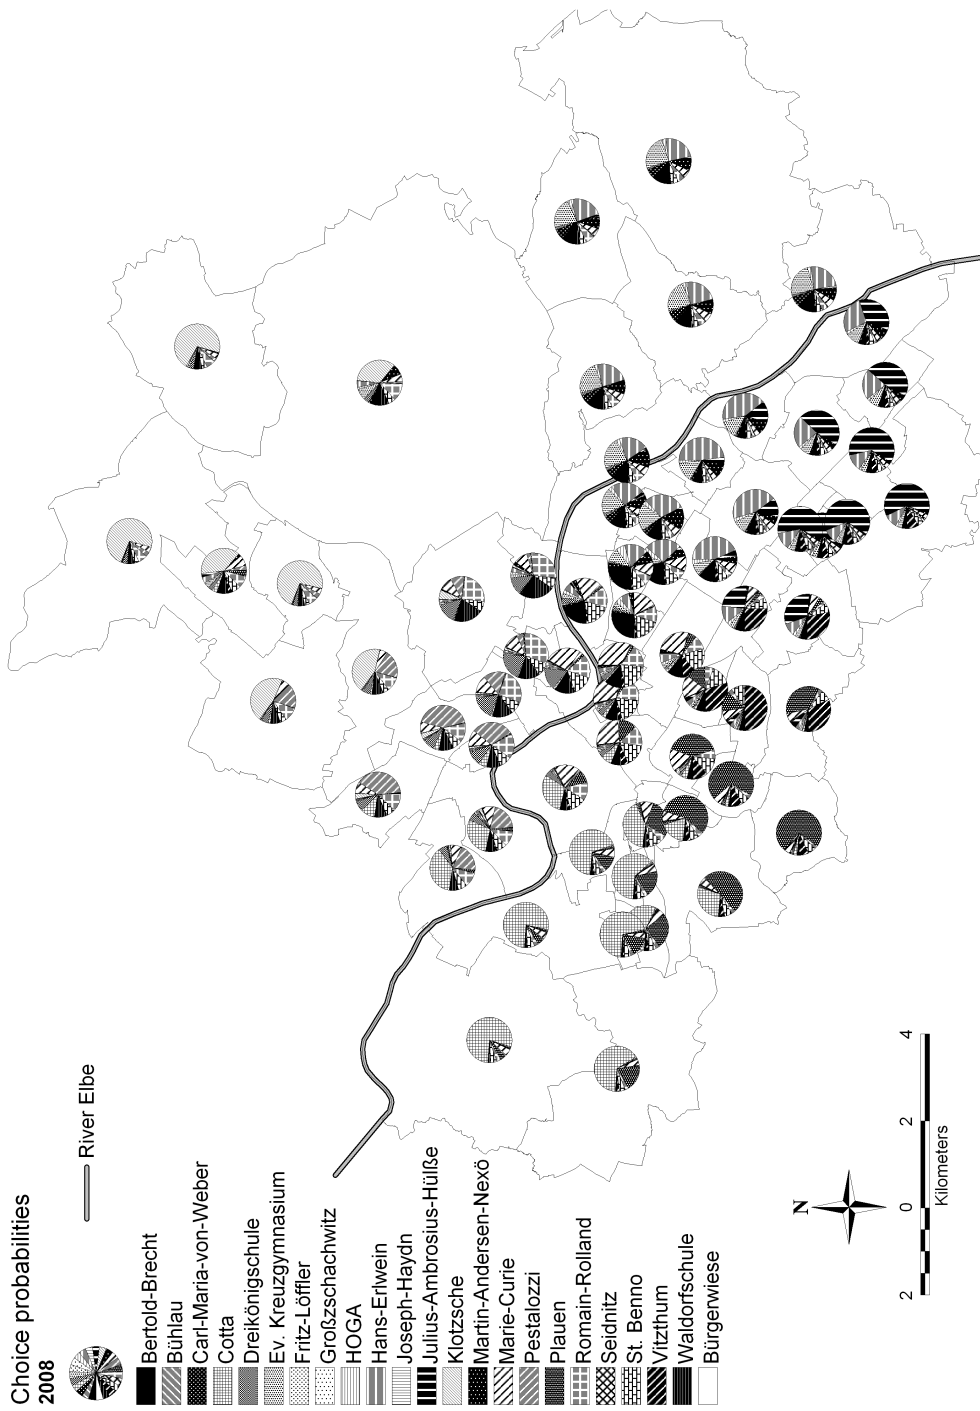 Choice probabilities
2008
River Elbe
Bertold-Brecht
Bühlau
Carl-Maria-von-Weber
Cotta
Dreikönigschule
Ev. Kreuzgymnasium
Fritz-Löffler
Großzschachwitz
HOGA
Hans-Erlwein
Joseph-Haydn
Julius-Ambrosius-Hülße
Klotzsche
Martin-Andersen-Nexö
Marie-Curie
Pestalozzi
Plauen
Romain-Rolland
Seidnitz
St. Benno
Vitzthum
Waldorfschule
Bürgerwiese
N
2 0 2 4
Kilometers